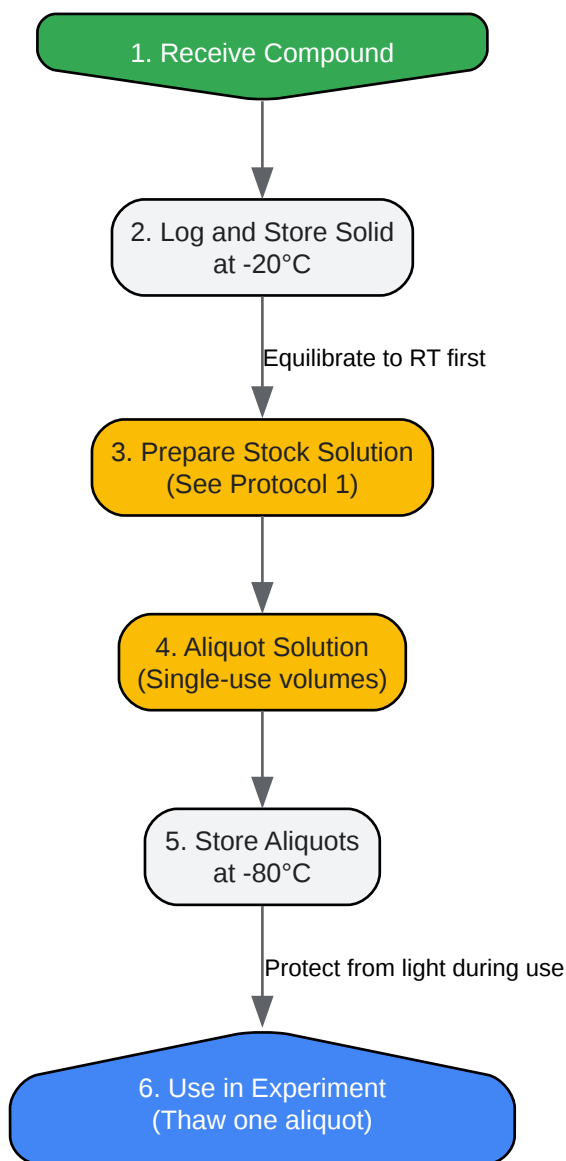 1. Receive Compound
2. Log and Store Solid
at -20°C
Equilibrate to RT first
3. Prepare Stock Solution
(See Protocol 1)
4. Aliquot Solution
(Single-use volumes)
5. Store Aliquots
at -80°C
Protect from light during use
6. Use in Experiment
(Thaw one aliquot)